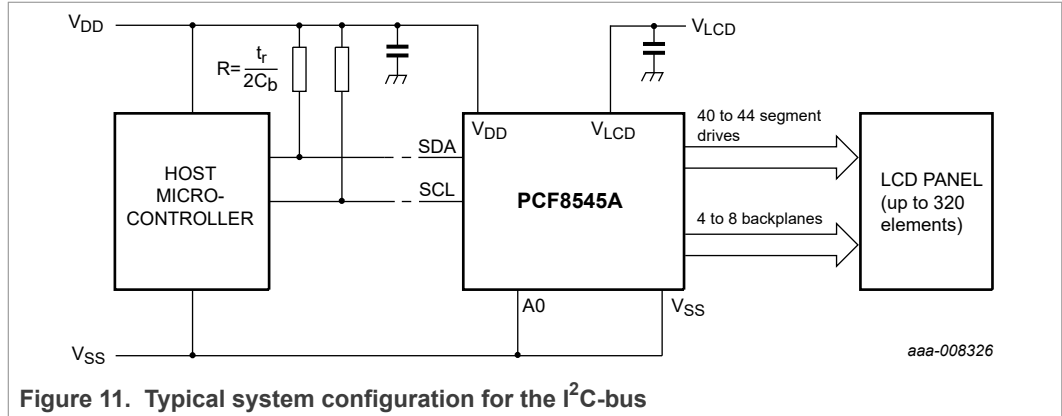 VDD
VLCD
R= tr
2Cb
VDD
VLCD
40 to 44 segment
drives
SDA
HOST
MICRO-
CONTROLLER
SCL
PCF8545A
LCD PANEL
(up to 320
elements)
4 to 8 backplanes
A0
VSS
VSS
aaa-008326
Figure 11. Typical system configuration for the I2C-bus